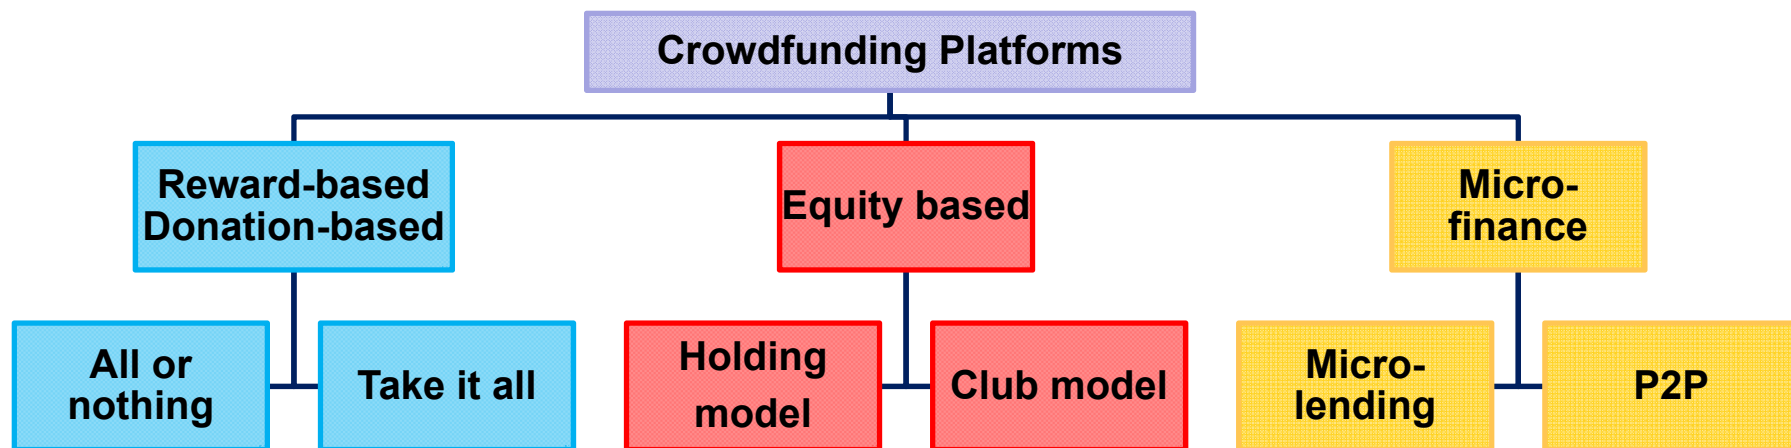 Crowdfunding Platforms
Reward-based
Donation-based
Equity based
Micro-
finance
All or
nothing
Take it all
Holding
model
Club model
Micro-
lending
P2P